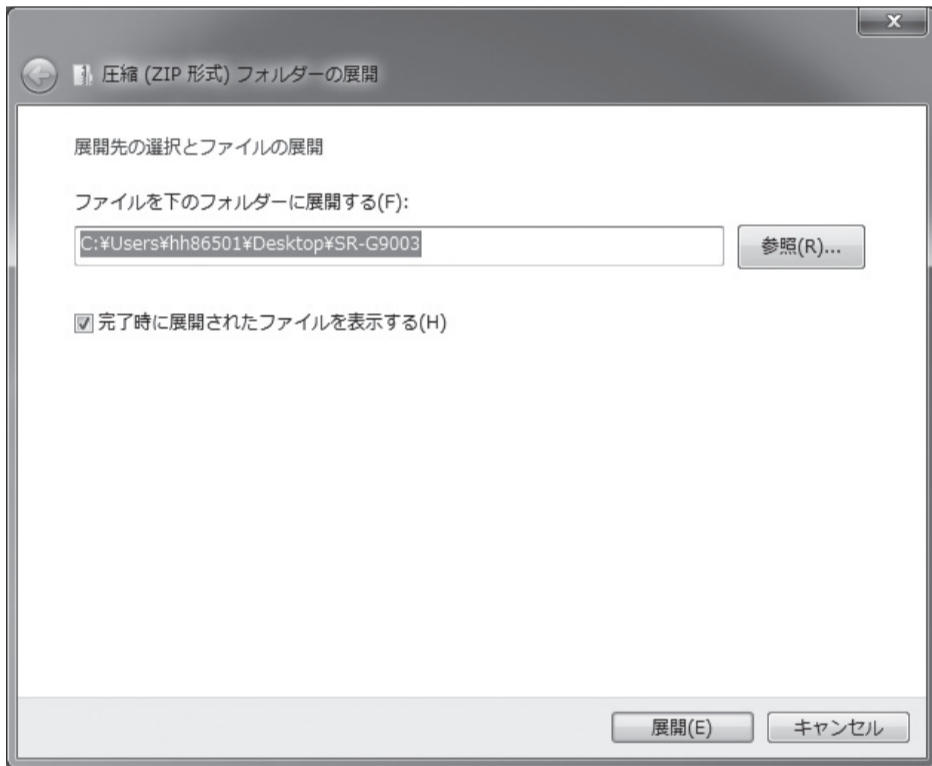 x
圧縮 (ZIP 形式) フォルダーの展開
展開先の選択とファイルの展開
ファイルを下のフォルダーに展開する(F):
C:¥Users¥hh86501¥Desktop¥SR-G9003
参照(R)...
完了時に展開されたファイルを表示する(H)
展開(E)
キャンセル